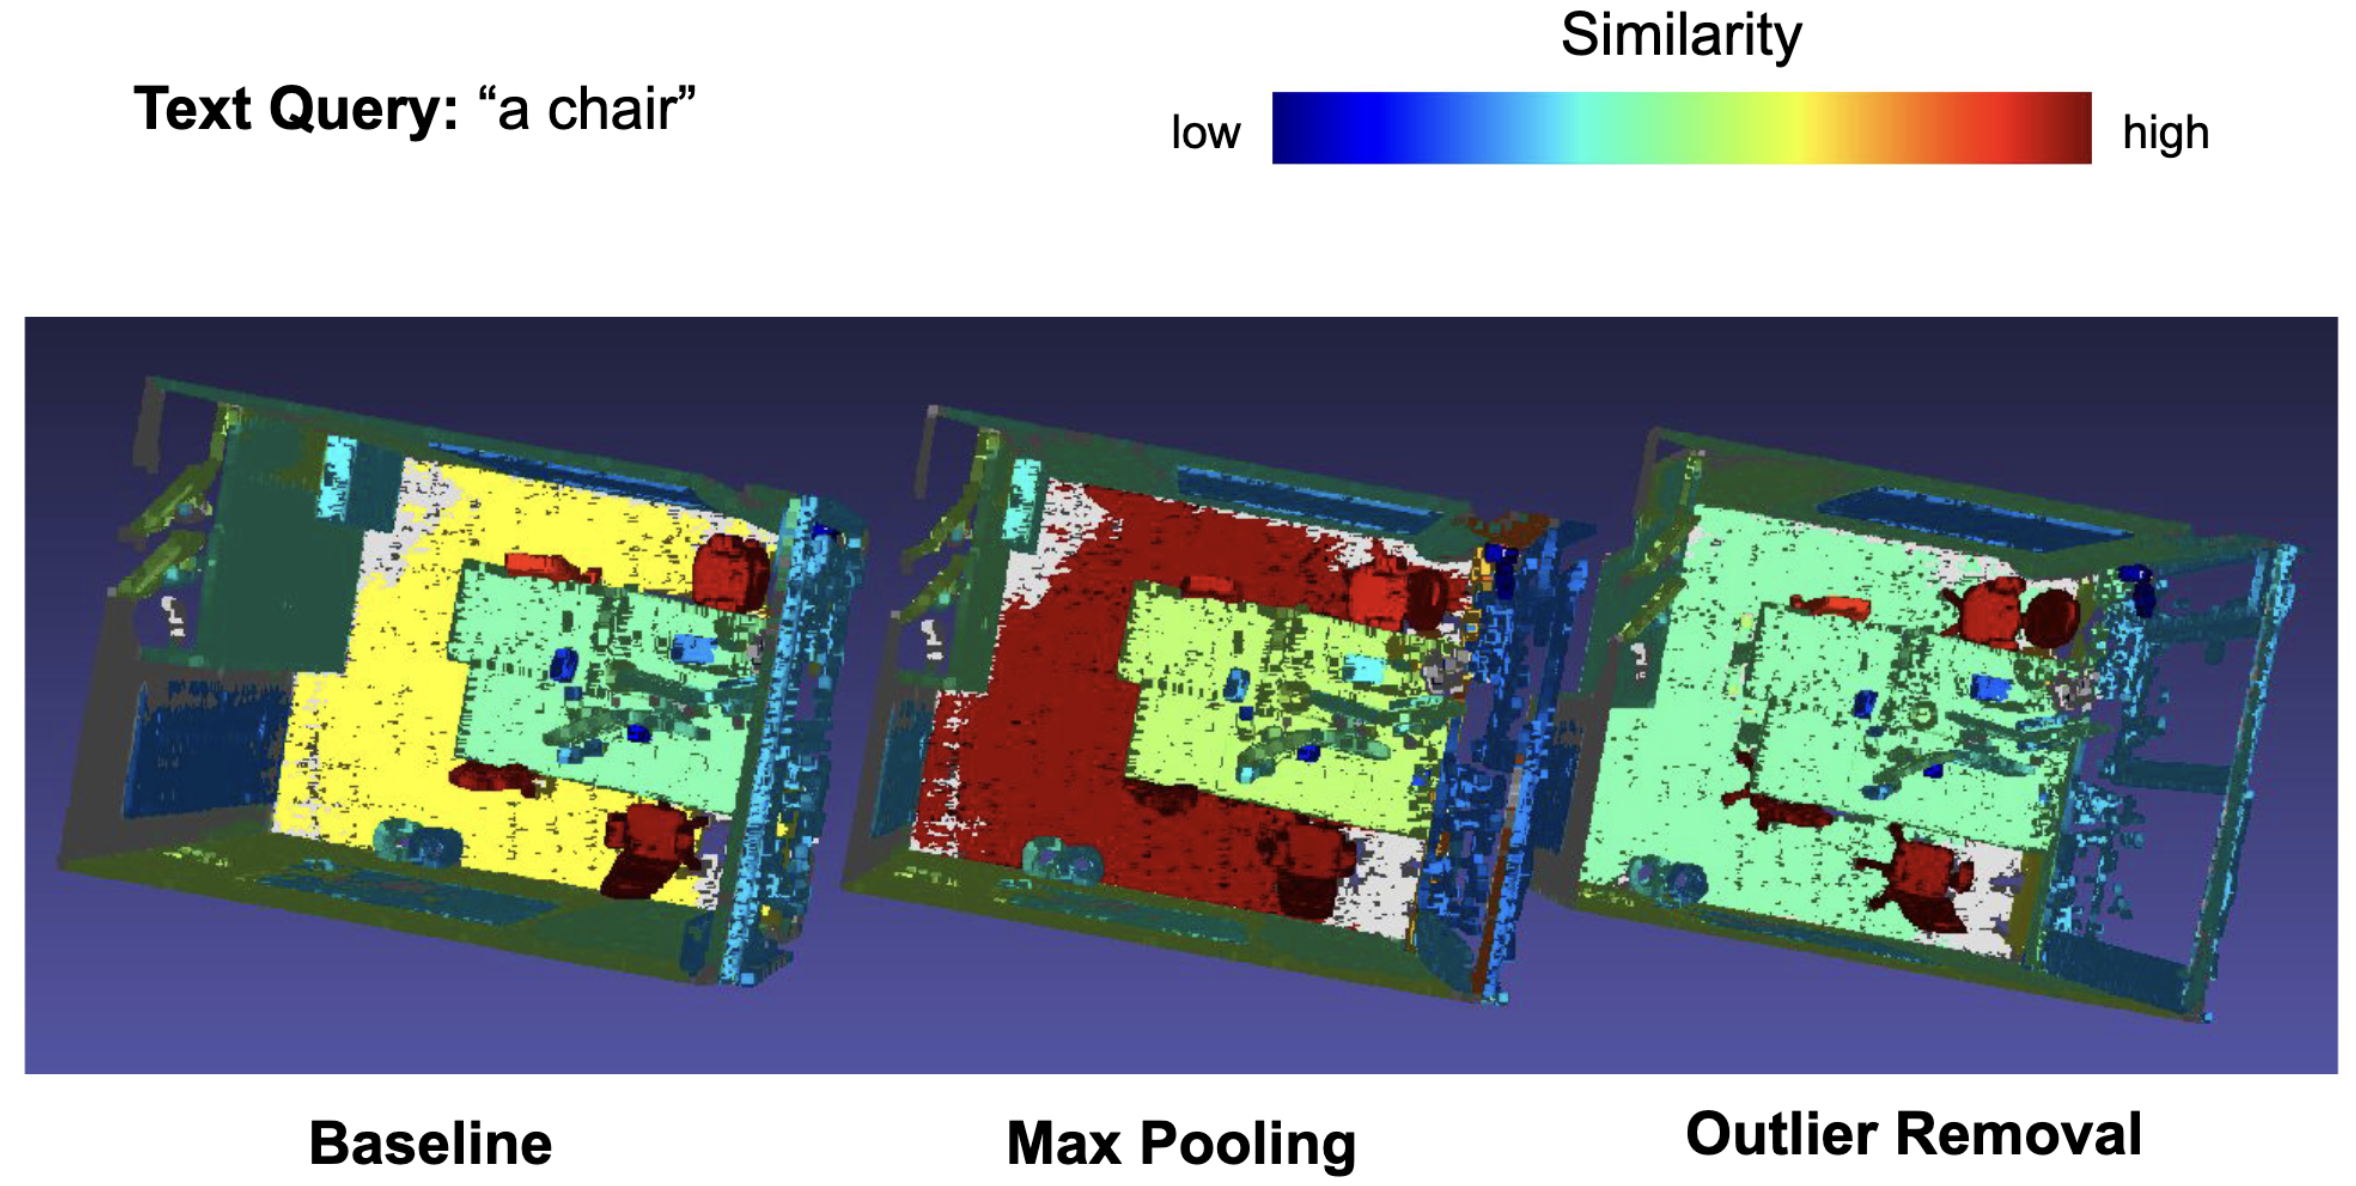 Similarity
Text Query: “a chair”
low
high
Baseline
Max Pooling
Outlier Removal